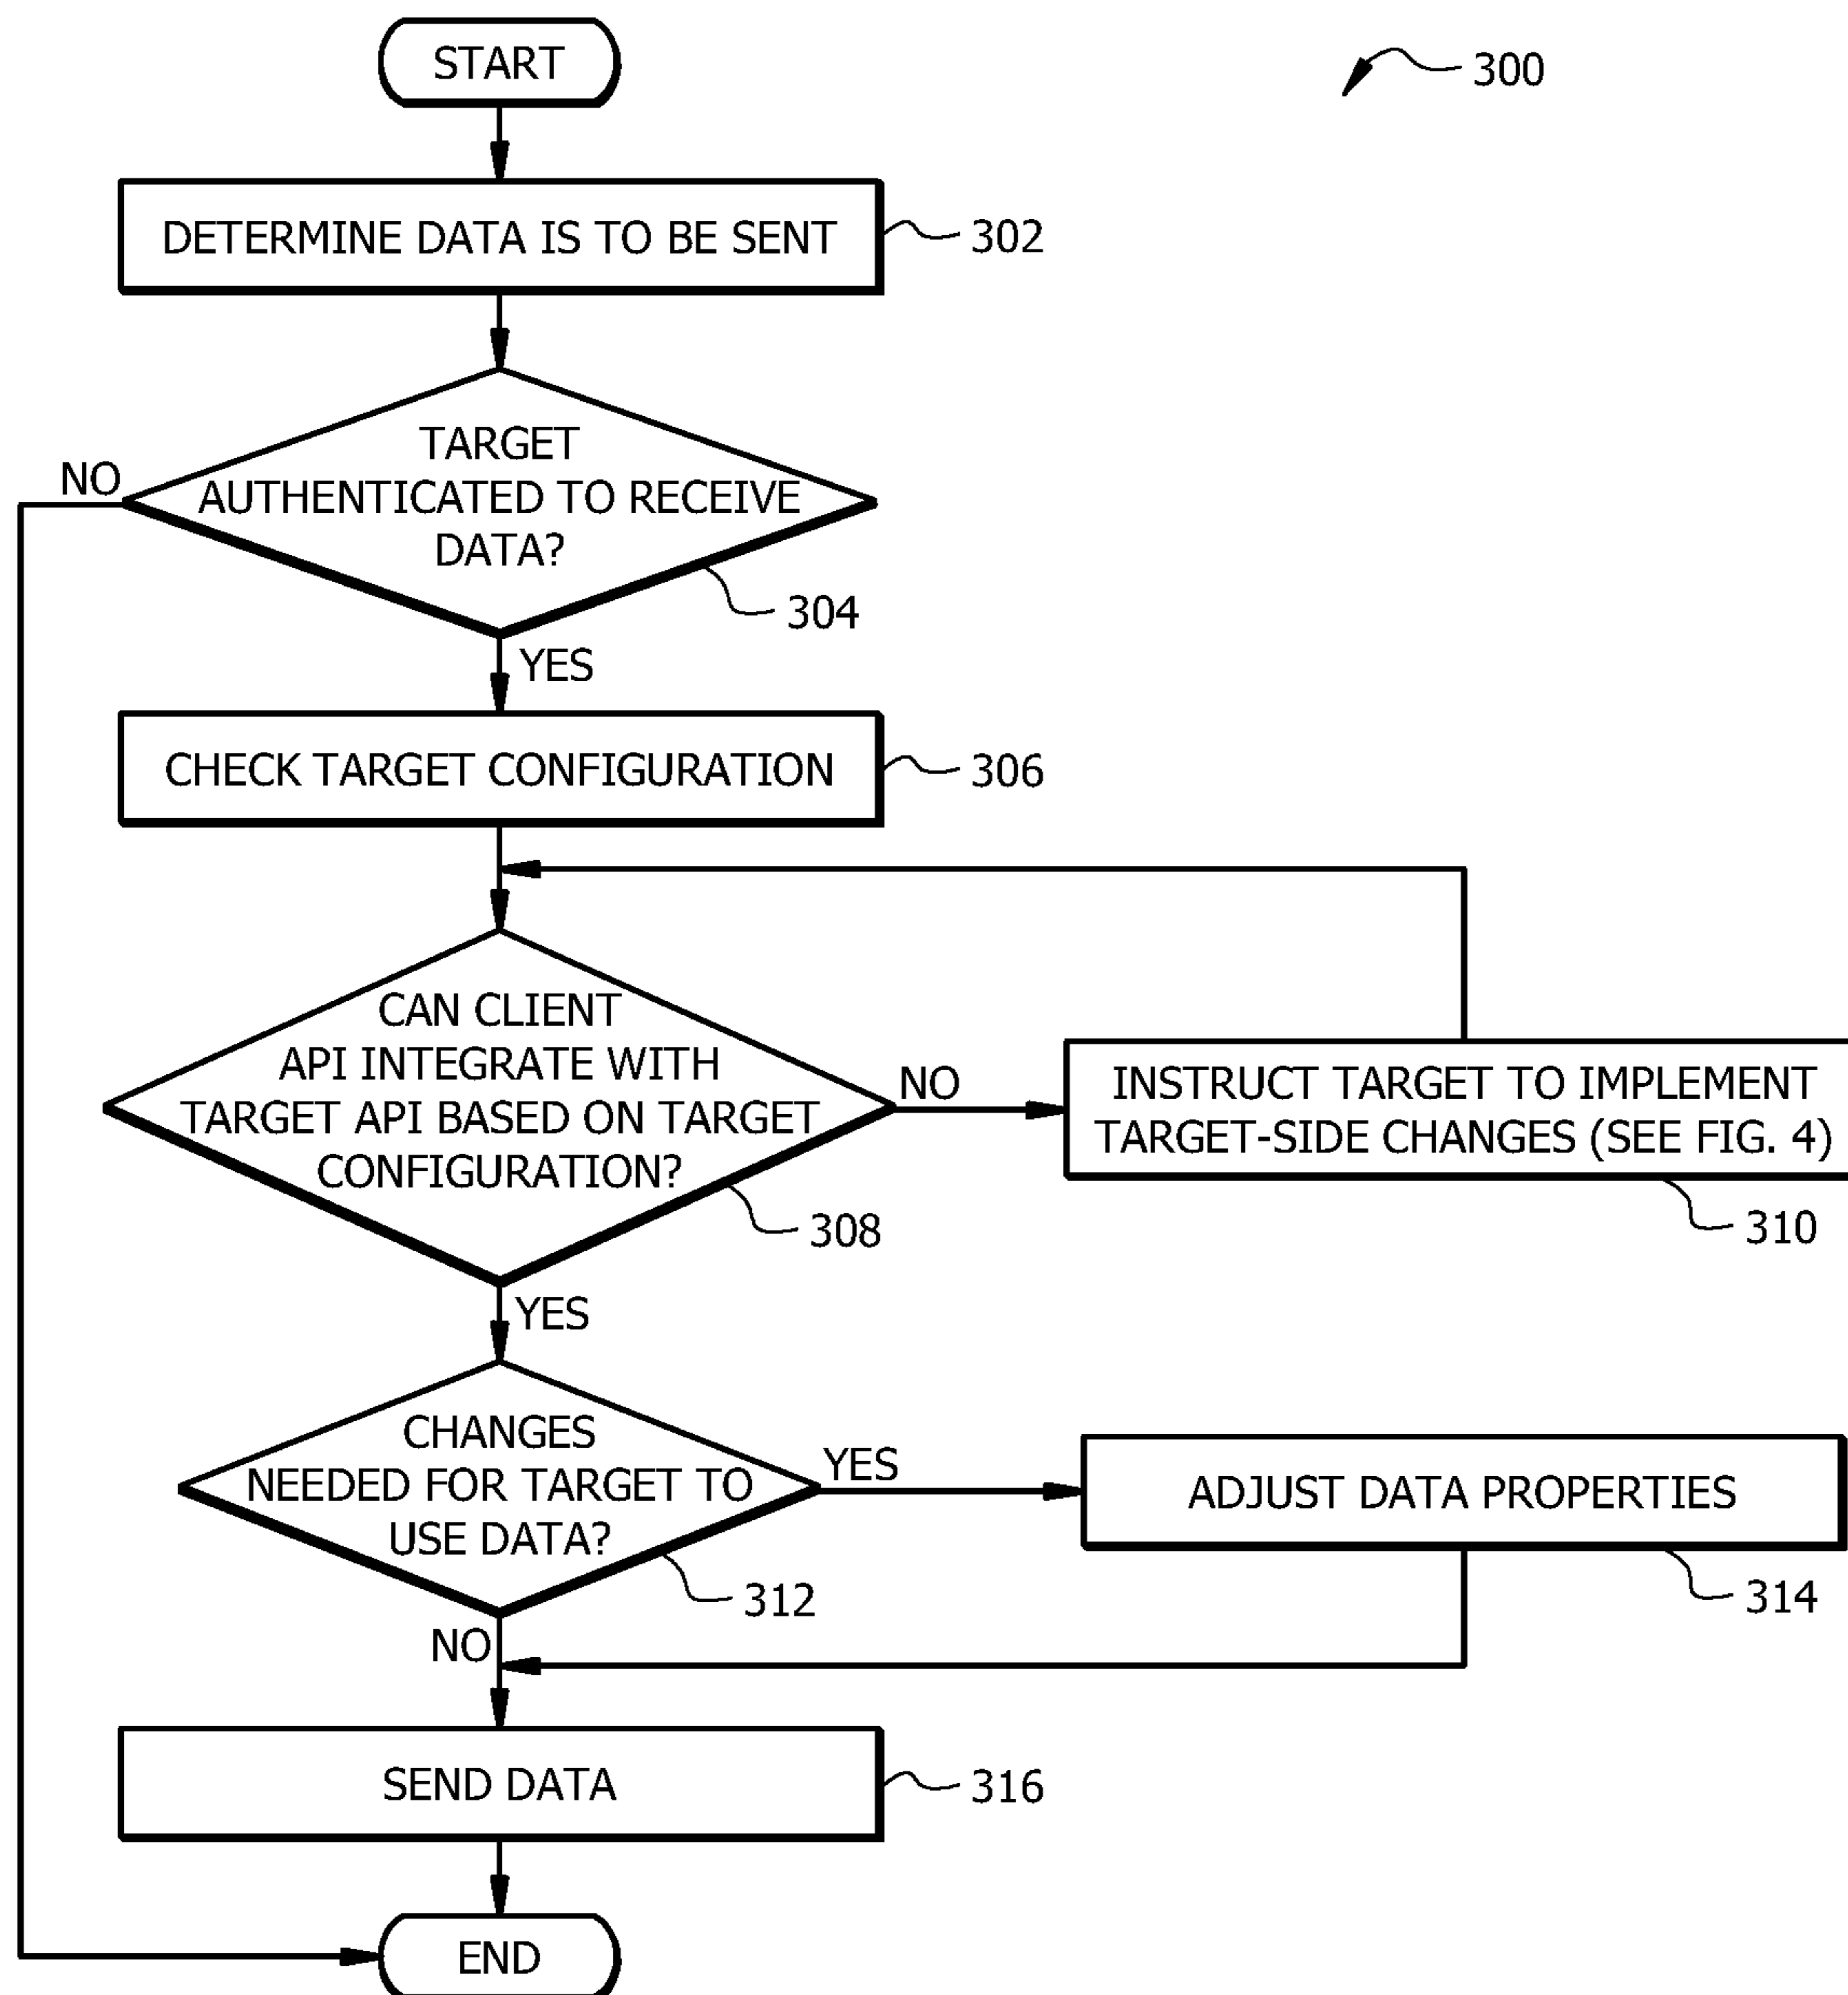 START
300
DETERMINE DATA IS TO BE SENT
302
TARGET
AUTHENTICATED TO RECEIVE
DATA?
NO
304
YES
CHECK TARGET CONFIGURATION
306
CAN CLIENT
API INTEGRATE WITH
TARGET API BASED ON TARGET
CONFIGURATION?
308
NO
INSTRUCT TARGET TO IMPLEMENT
TARGET-SIDE CHANGES (SEE FIG. 4)
310
YES
CHANGES
NEEDED FOR TARGET TO
USE DATA?
312
YES
ADJUST DATA PROPERTIES
314
NO
SEND DATA
316
END